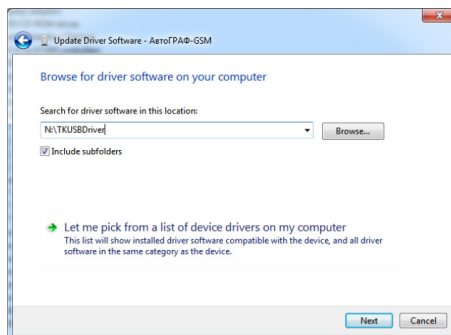 Update Driver Software - АвтоГРАФ-GSM
Browse for driver software on your computer
Search for driver software in this location:
N:\TKUSBDriver
Browse...
Include subfolders
Let me pick from a list of device drivers on my computer
This list will show installed driver software compatible with the device, and all driver
software in the same category as the device.
Next
Cancel